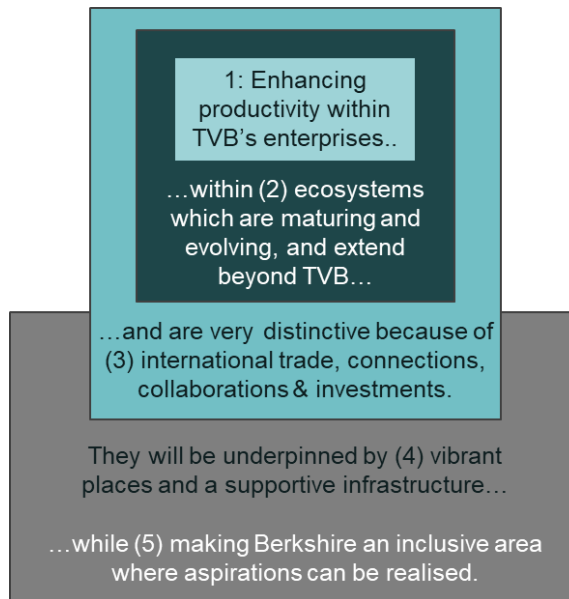 1: Enhancing
productivity within
TVB’s enterprises..
…within (2) ecosystems
which are maturing and
evolving, and extend
beyond TVB…
…and are very distinctive because of
(3) international trade, connections,
collaborations & investments.
They will be underpinned by (4) vibrant
places and a supportive infrastructure…
…while (5) making Berkshire an inclusive area
where aspirations can be realised.